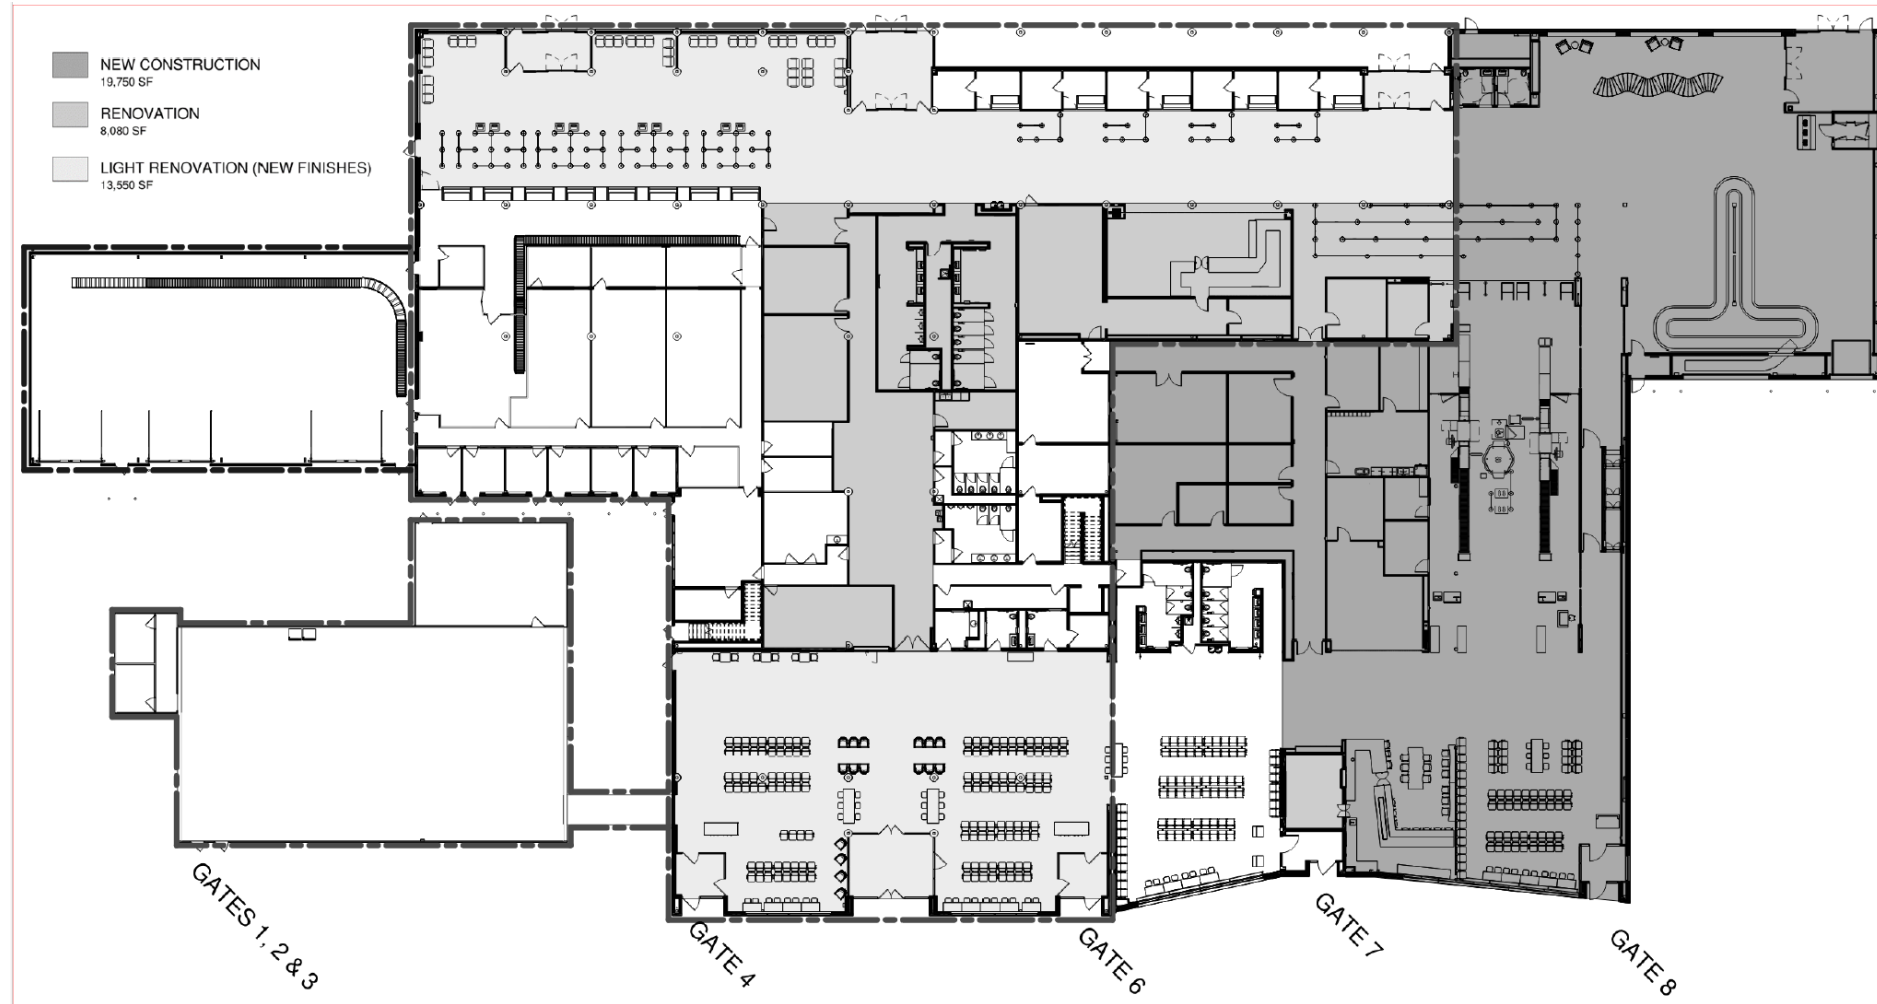 NEW CONSTRUCTION
19,750 SF
RENOVATION
8,080 SF
LIGHT RENOVATION (NEW FINISHES)
13,550 SF
GATES 1, 2 & 3
GATE 4
GATE 6
GATE 7
GATE 8